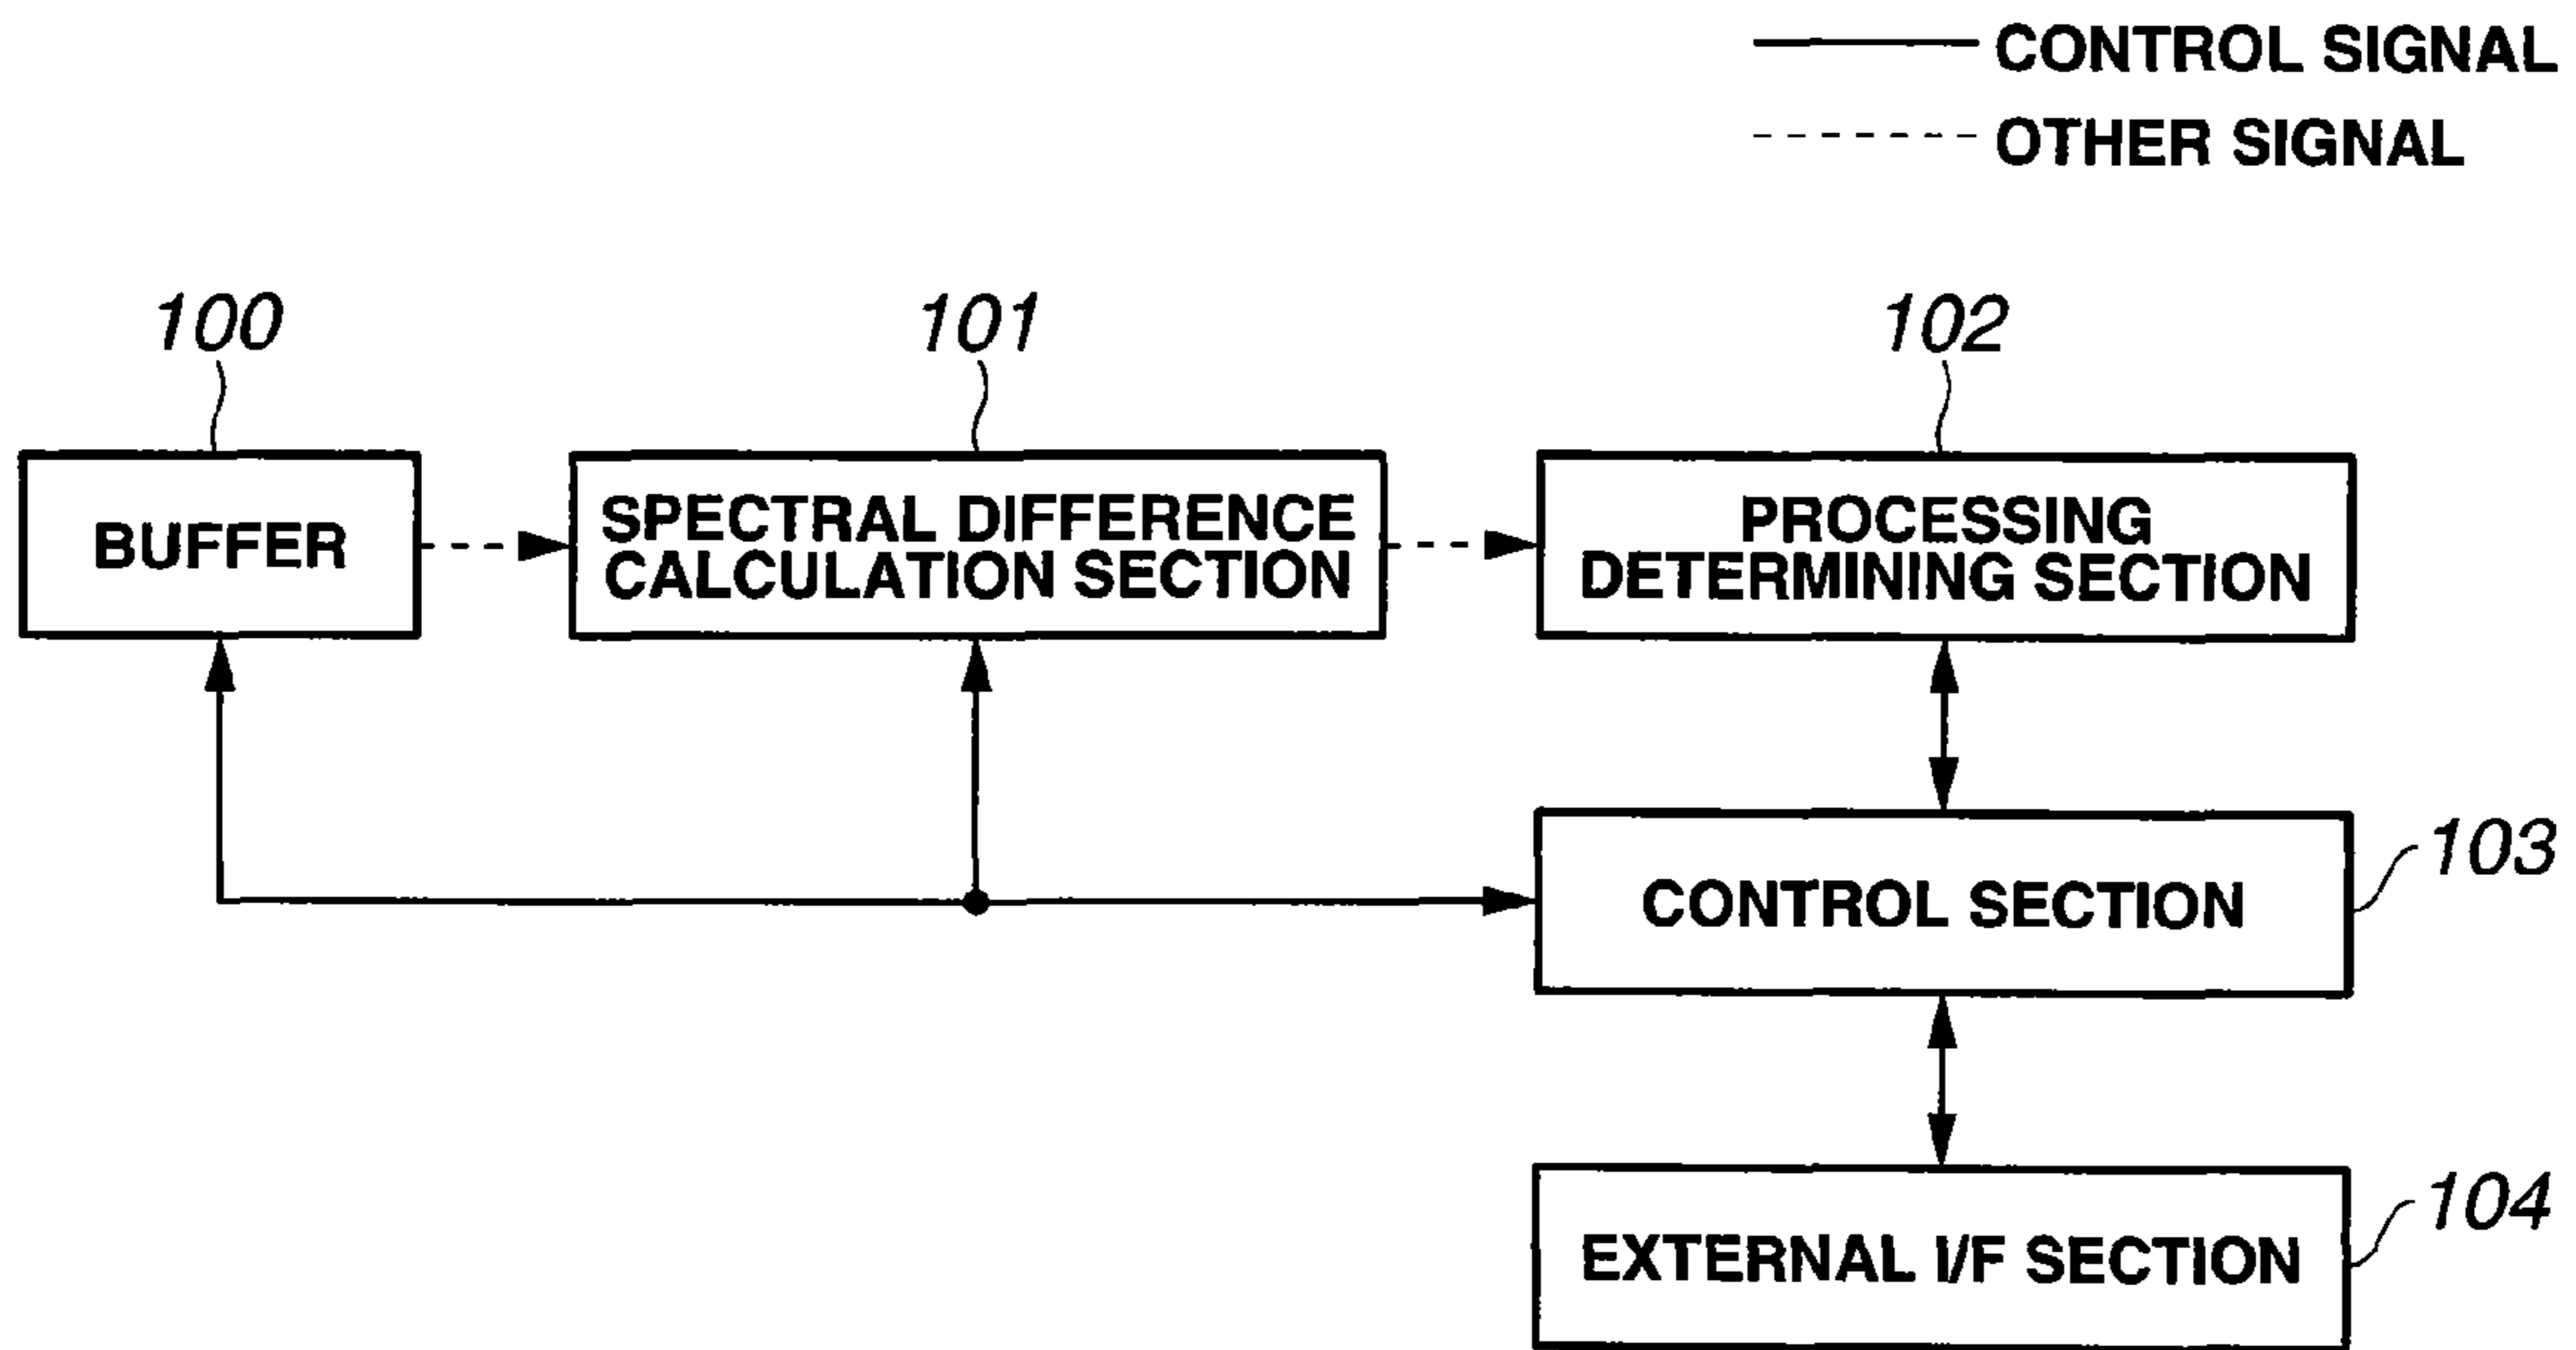 CONTROL SIGNAL
OTHER SIGNAL
100
101
102
BUFFER
SPECTRAL DIFFERENCE
CALCULATION SECTION
PROCESSING
DETERMINING SECTION
CONTROL SECTION
103
EXTERNAL I/F SECTION
104